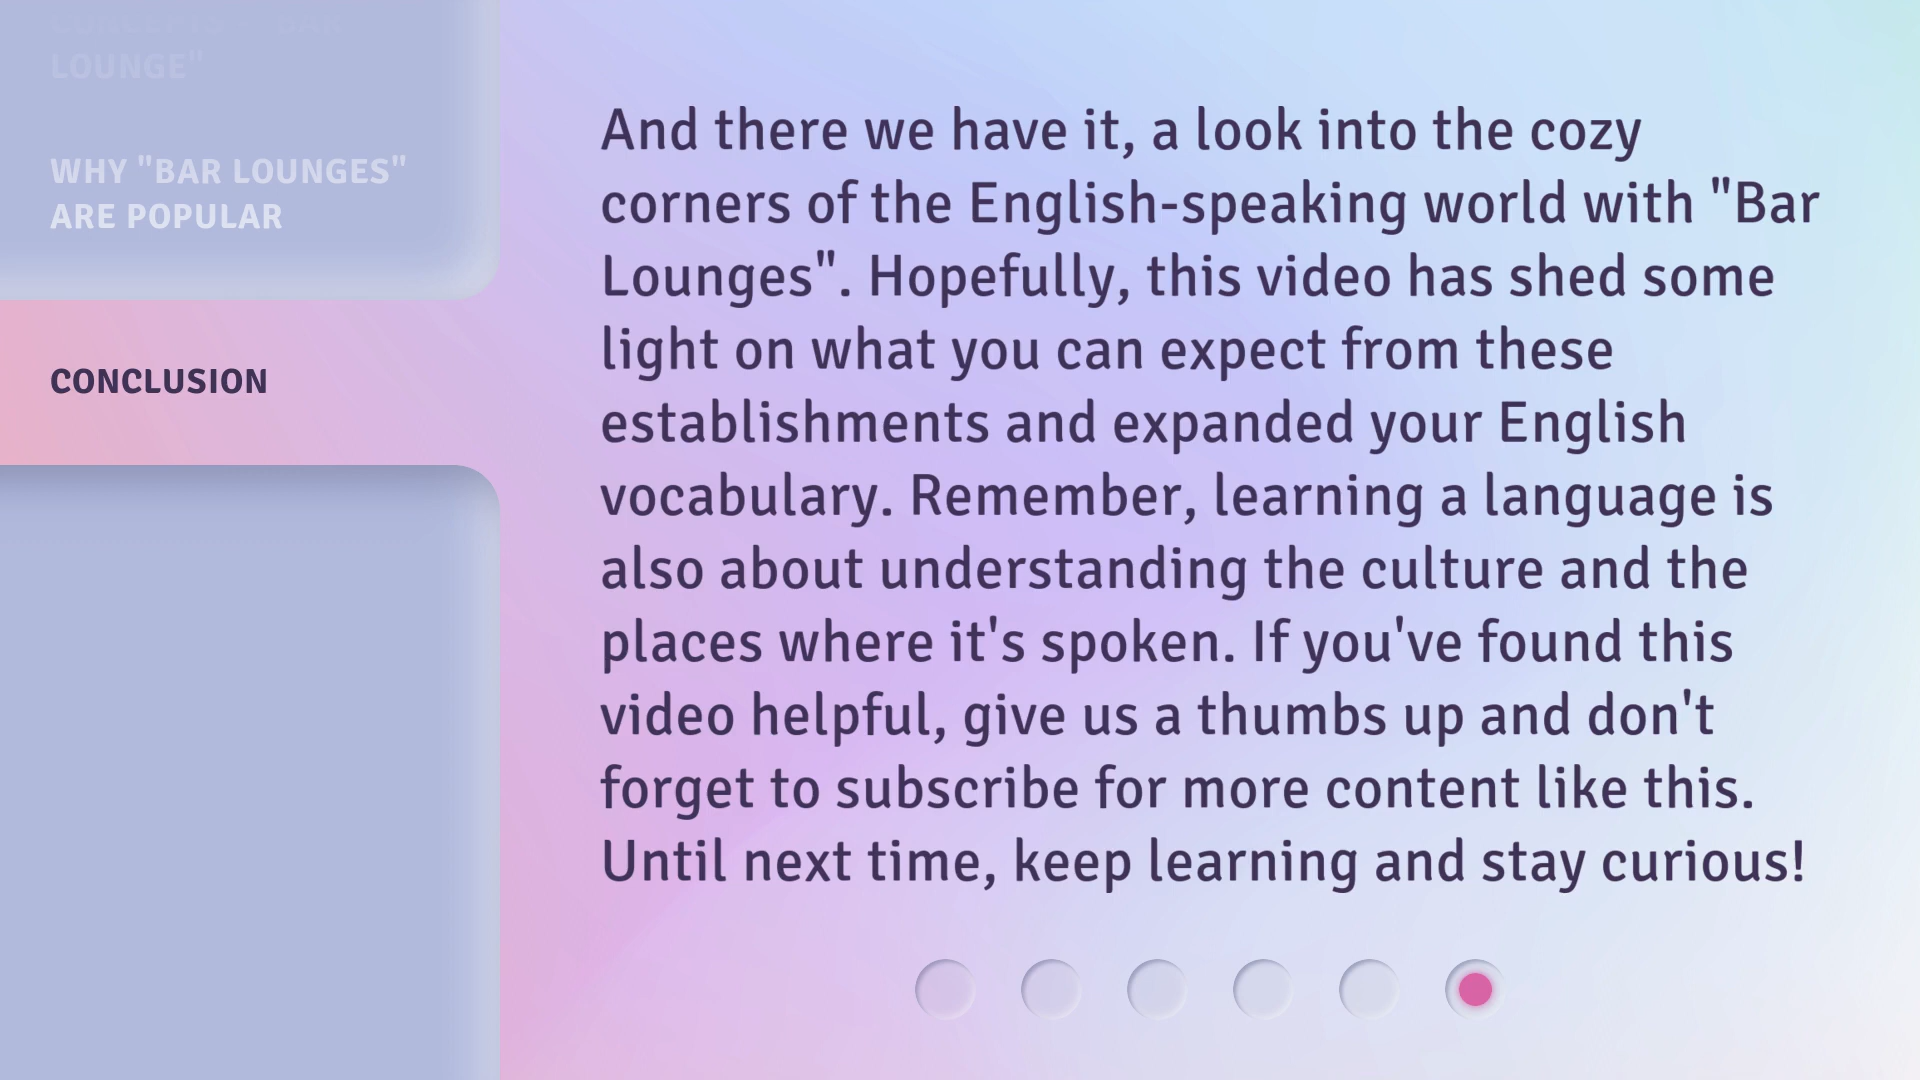 LOUNGE"
WHY "BAR LOUNGES"
ARE POPULAR
CONCLUSION
And there we have it, a look into the cozy
corners of the English-speaking world with "Bar
Lounges". Hopefully, this video has shed some
light on what you can expect from these
establishments and expanded your English
vocabulary. Remember, learning a language is
also about understanding the culture and the
places where it's spoken. If you've found this
video helpful, give us a thumbs up and don't
forget to subscribe for more content like this.
Until next time, keep learning and stay curious!